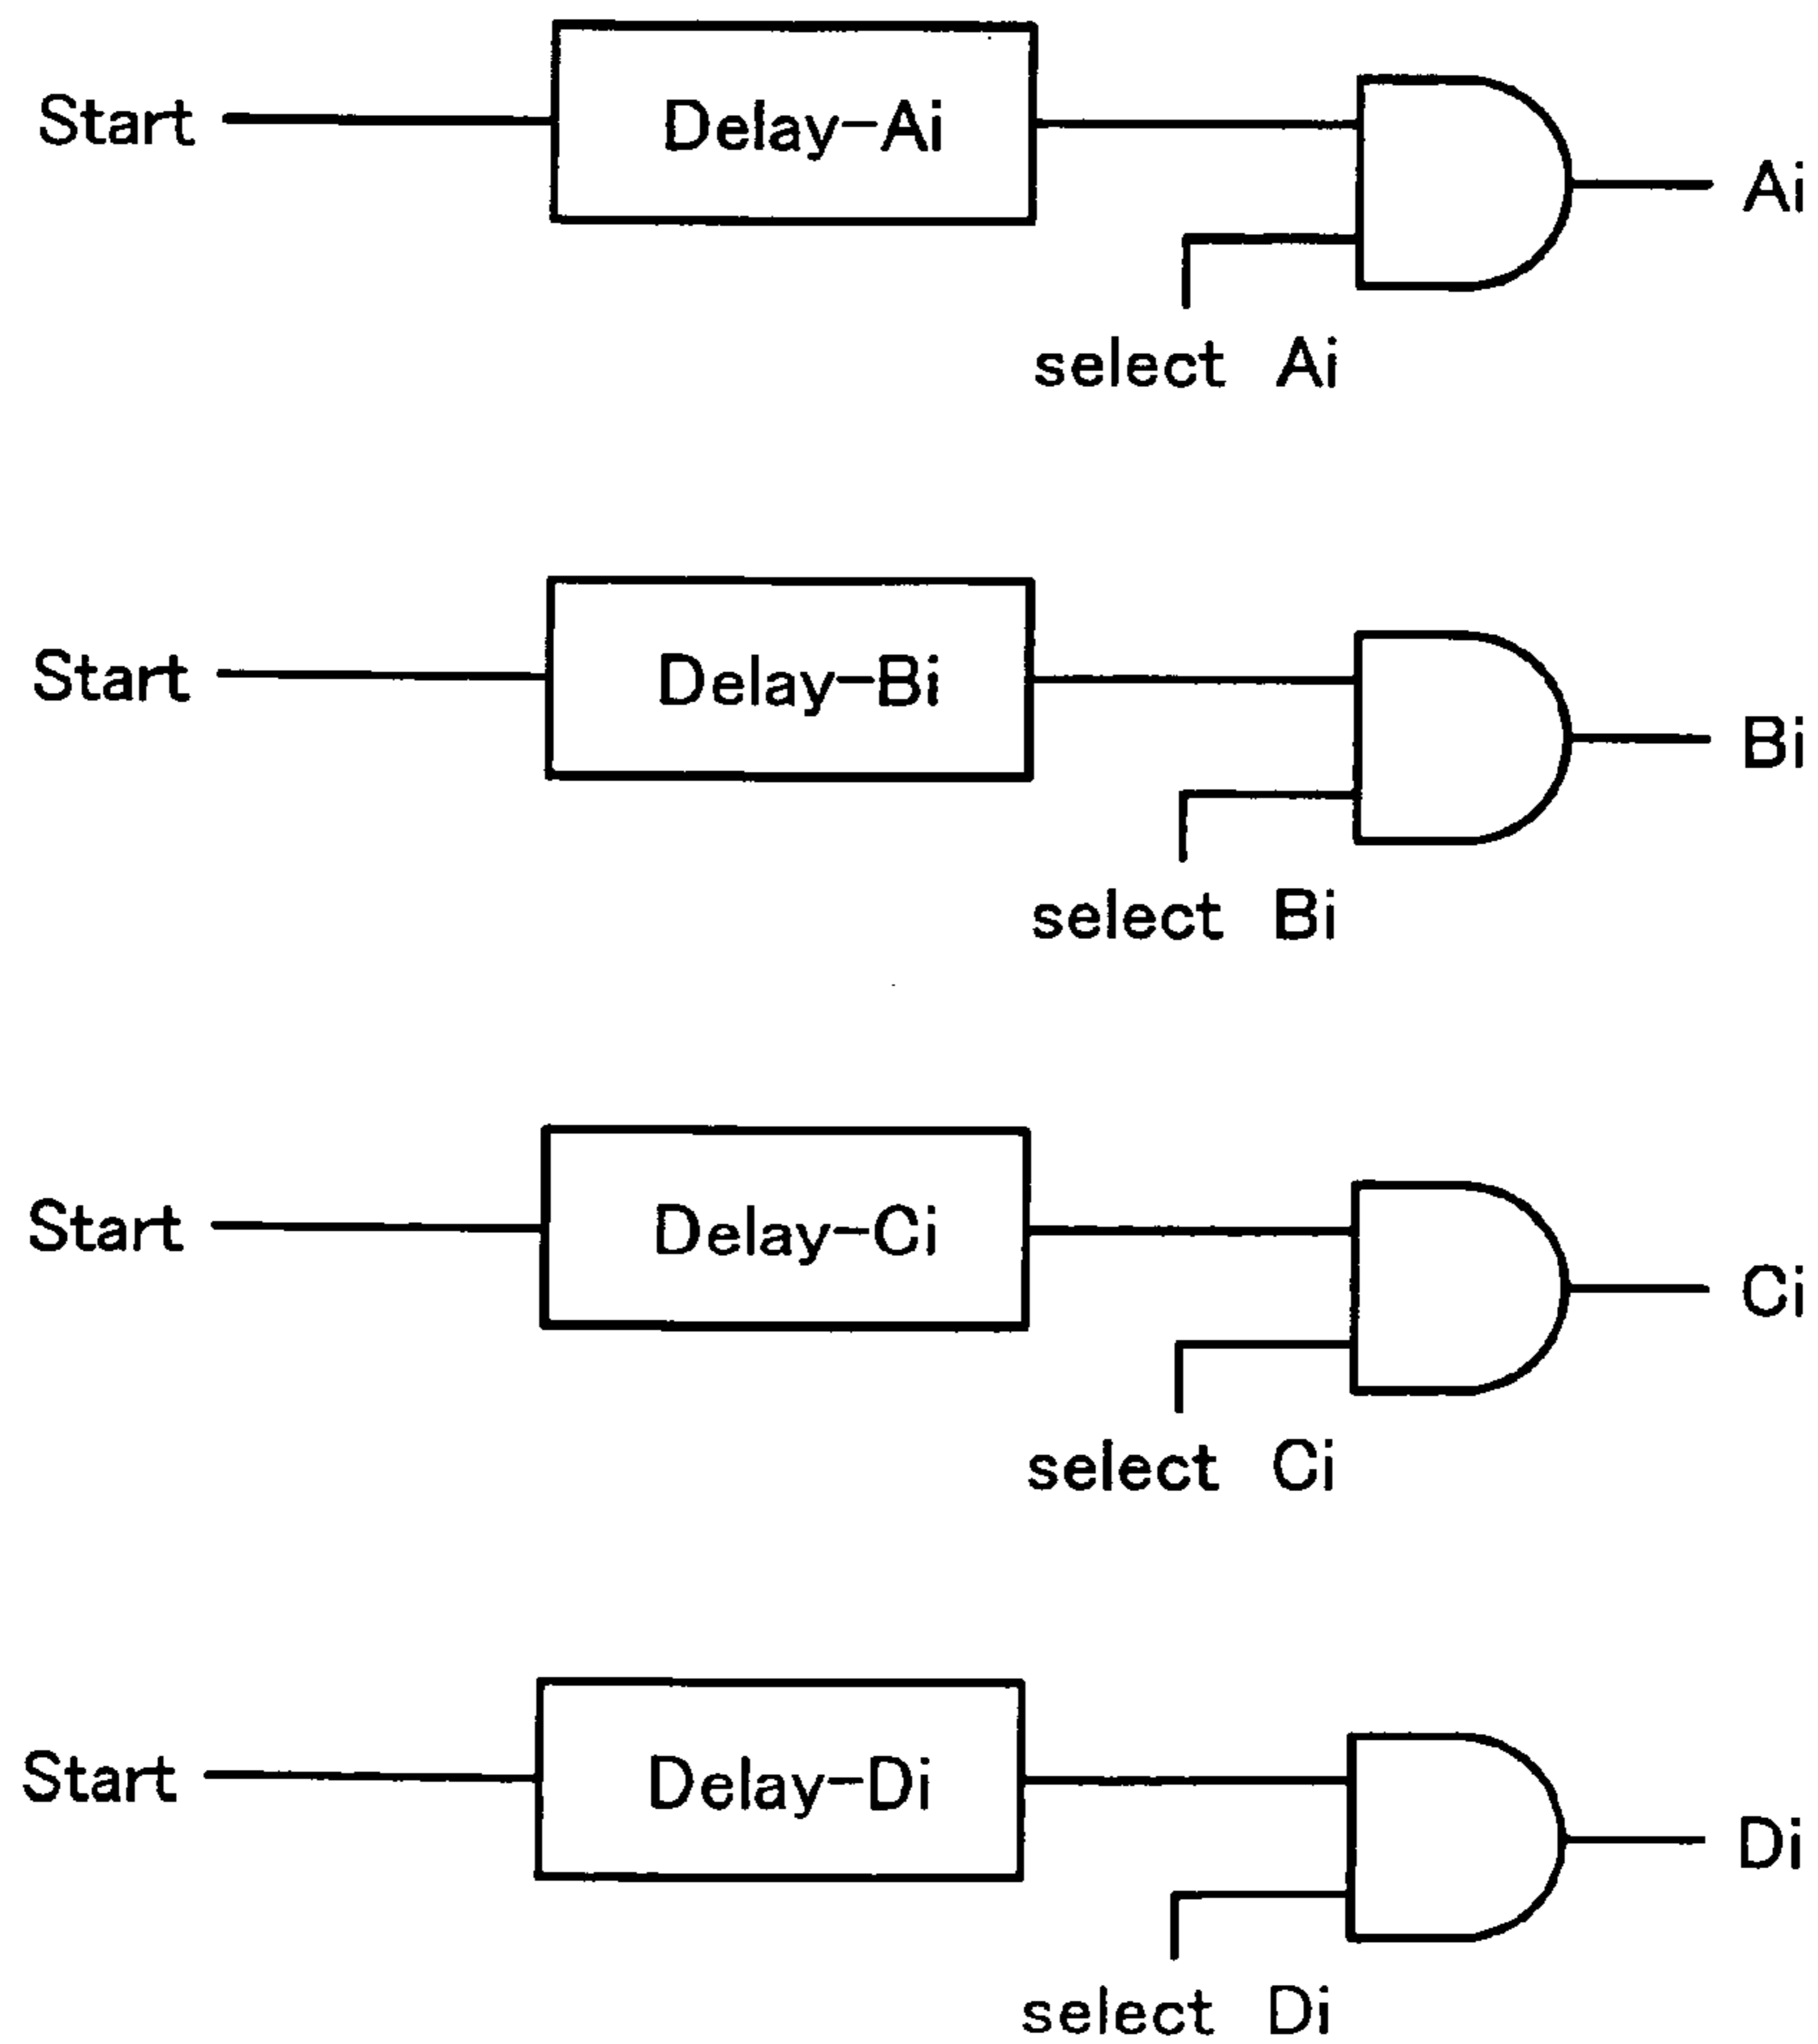 Start Delay-Ai Ai
select Ai
Start Delay-Bi Bi
select Bi
Start Delay-Ci Ci
select Ci
Start Delay-Di Di
select Di